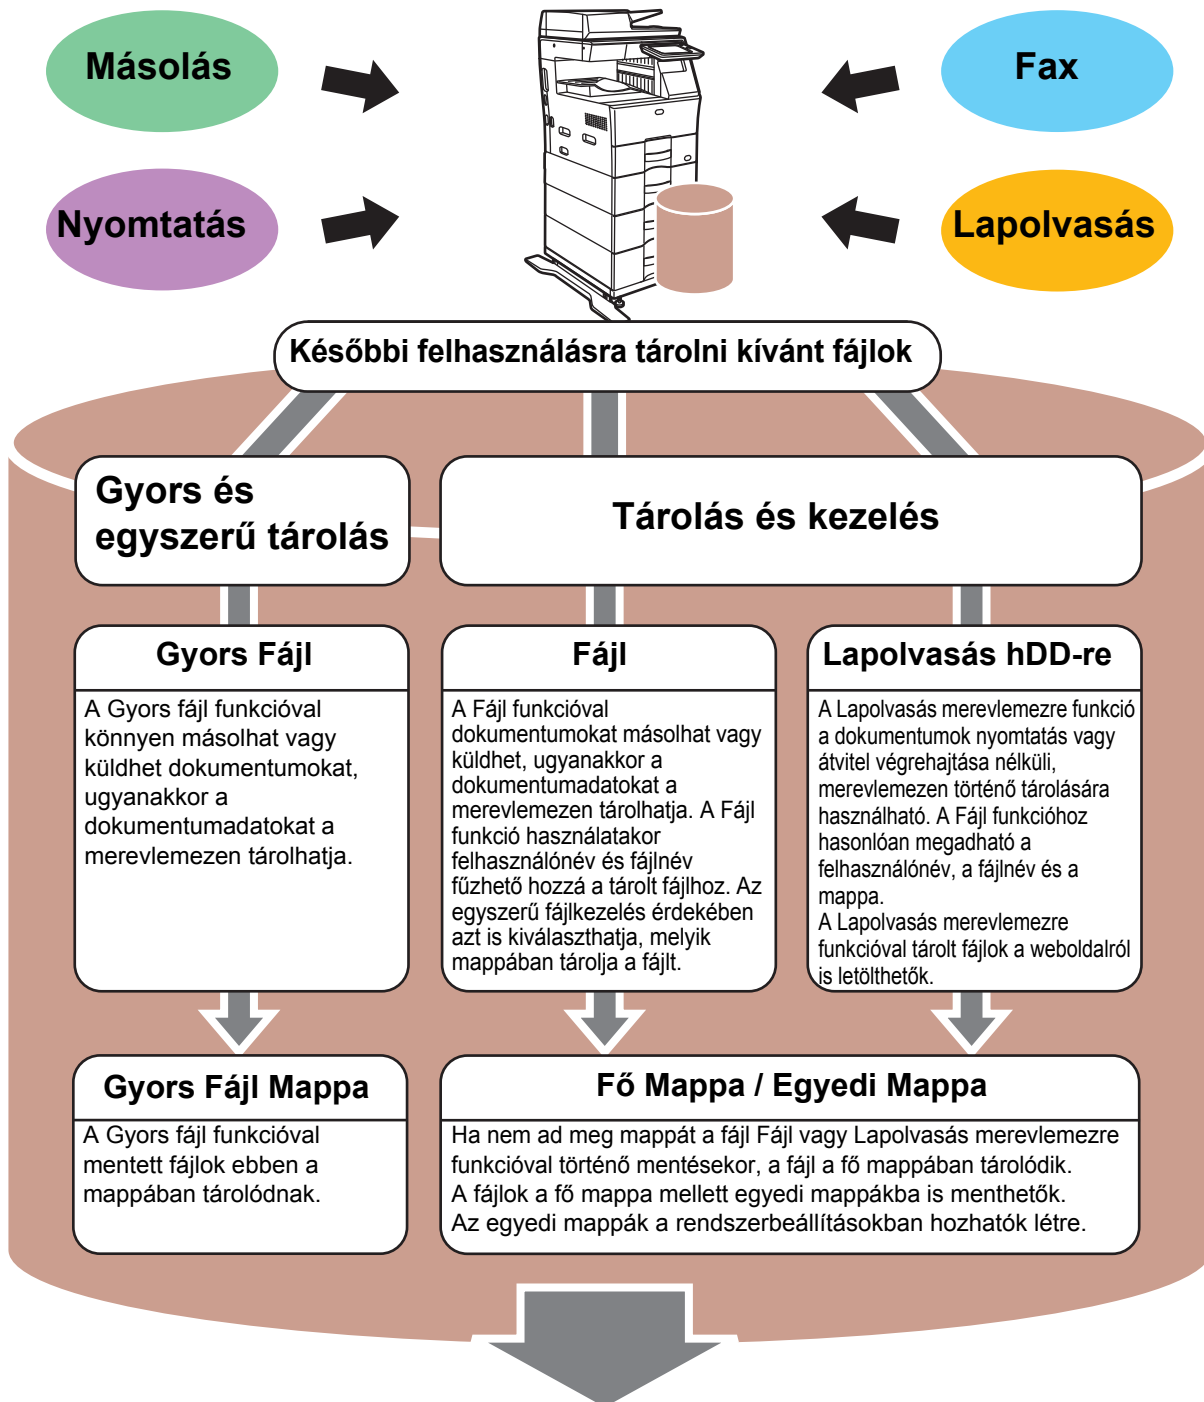 Másolás
Fax
Nyomtatás
Lapolvasás
Későbbi felhasználásra tárolni kívánt fájlok
Gyors és
egyszerű tárolás
Tárolás és kezelés
Gyors Fájl
A Gyors fájl funkcióval
könnyen másolhat vagy
küldhet dokumentumokat,
ugyanakkor a
dokumentumadatokat a
merevlemezen tárolhatja.
Fájl
A Fájl funkcióval
dokumentumokat másolhat vagy
küldhet, ugyanakkor a
dokumentumadatokat a
merevlemezen tárolhatja. A Fájl
funkció használatakor
felhasználónév és fájlnév
fűzhető hozzá a tárolt fájlhoz. Az
egyszerű fájlkezelés érdekében
azt is kiválaszthatja, melyik
mappában tárolja a fájlt.
Lapolvasás hDD-re
A Lapolvasás merevlemezre funkció
a dokumentumok nyomtatás vagy
átvitel végrehajtása nélküli,
merevlemezen történő tárolására
használható. A Fájl funkcióhoz
hasonlóan megadható a
felhasználónév, a fájlnév és a
mappa.
A Lapolvasás merevlemezre
funkcióval tárolt fájlok a weboldalról
is letölthetők.
Gyors Fájl Mappa
A Gyors fájl funkcióval
mentett fájlok ebben a
mappában tárolódnak.
Fő Mappa / Egyedi Mappa
Ha nem ad meg mappát a fájl Fájl vagy Lapolvasás merevlemezre
funkcióval történő mentésekor, a fájl a fő mappában tárolódik.
A fájlok a fő mappa mellett egyedi mappákba is menthetők.
Az egyedi mappák a rendszerbeállításokban hozhatók létre.